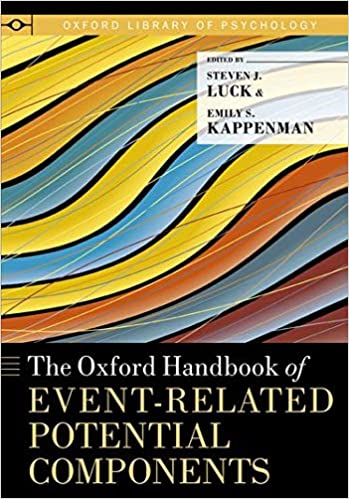 OXFORD LIBRARY OF PSYCHOLOGY
EDITED BY
STEVEN J.
LUCK &
EMILY S.
KAPPENMAN
The Oxford Handbook of
EVENT-RELATED
POTENTIAL
COMPONENTS